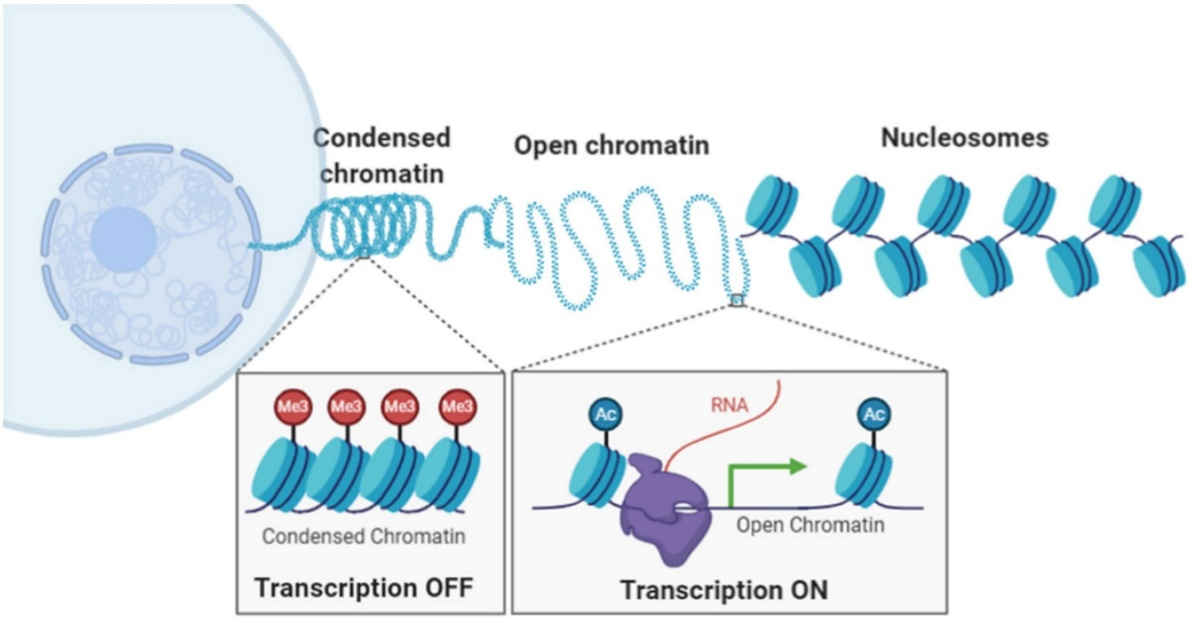 Condensed
chromatin
Open chromatin
Nucleosomes
Me3 Me3 Me3 Me3
Condensed Chromatin
Transcription OFF
Ac
RNA
Ac
Open Chromatin
Transcription ON